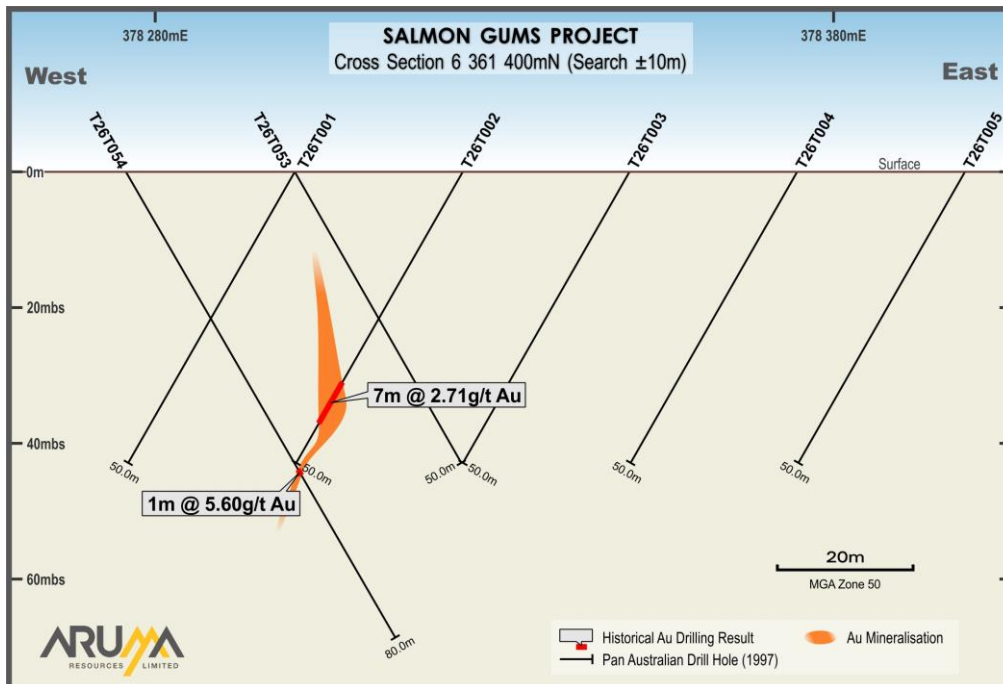 378 280mE
378 380mE
SALMON GUMS PROJECT
Cross Section 6 361 400mN (Search ±10m)
West
East
T26T054
T26T053
T26T001
T26T002
T26T003
T26T004
T26T005
Surface
0m
20mbs
40mbs
60mbs
7m @ 2.71g/t Au
1m @ 5.60g/t Au
50.0m
50.0m
50.0m
50.0m
50.0m
50.0m
80.0m
20m
MGA Zone 50
ARUMA
RESOURCES LIMITED
Historical Au Drilling Result
Au Mineralisation
Pan Australian Drill Hole (1997)